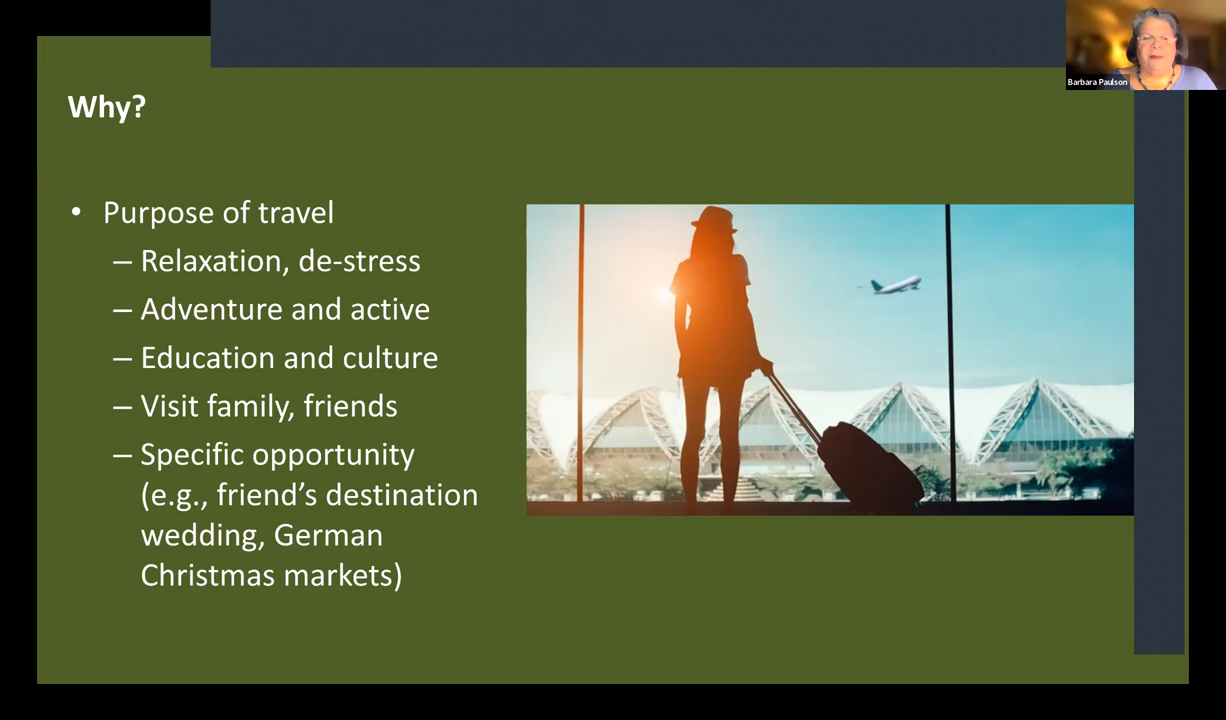 Barbara Paulson
Why?
• Purpose of travel
– Relaxation, de-stress
– Adventure and active
– Education and culture
– Visit family, friends
– Specific opportunity
(e.g., friend’s destination
wedding, German
Christmas markets)